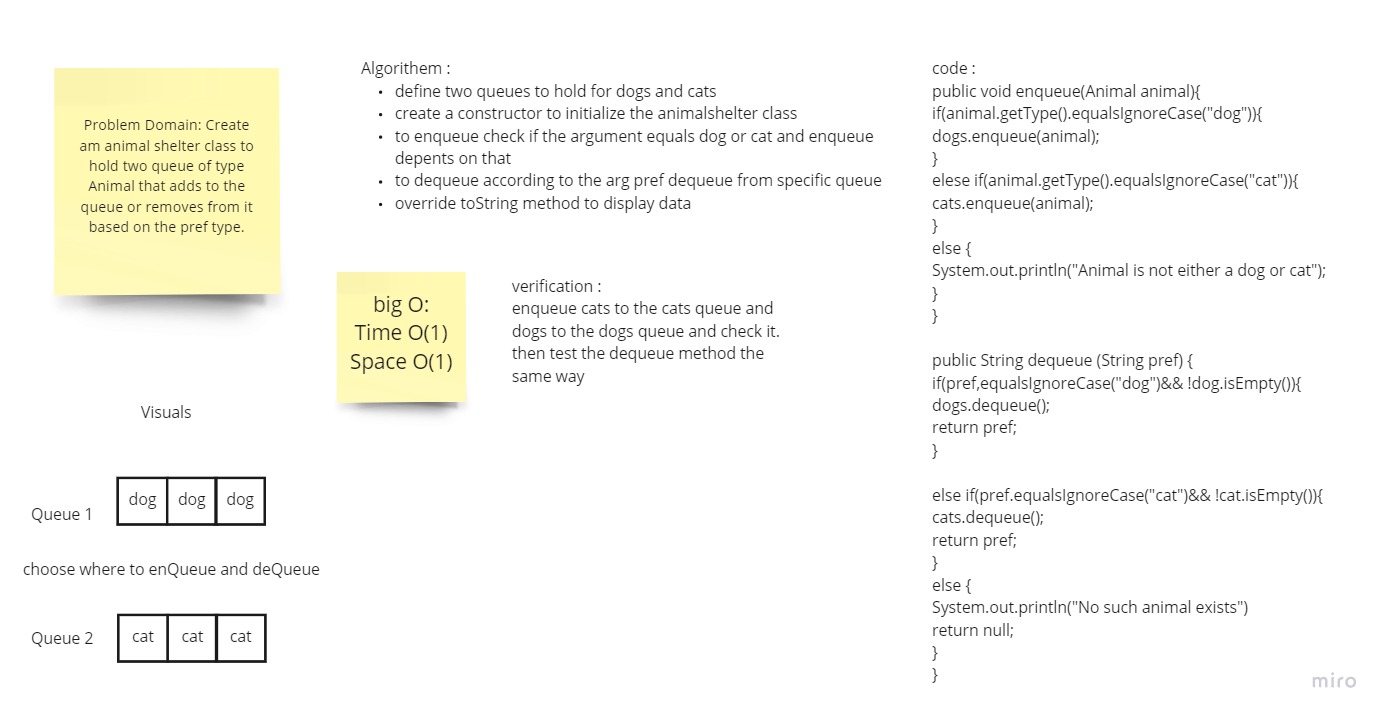 Problem Domain: Create
am animal shelter class to
hold two queue of type
Animal that adds to the
queue or removes from it
based on the pref type.
Algorithem :
• define two queues to hold for dogs and cats
• create a constructor to initialize the animalshelter class
• to enqueue check if the argument equals dog or cat and enqueue
depents on that
• to dequeue according to the arg pref dequeue from specific queue
• override toString method to display data
big O:
Time O(1)
Space O(1)
verification :
enqueue cats to the cats queue and
dogs to the dogs queue and check it.
then test the dequeue method the
same way
Visuals
Queue 1
dog dog dog
choose where to enQueue and deQueue
Queue 2
cat cat cat
code :
public void enqueue(Animal animal){
if(animal.getType().equalsIgnoreCase("dog")){
dogs.enqueue(animal);
}
elese if(animal.getType().equalsIgnoreCase("cat")){
cats.enqueue(animal);
}
else {
System.out.println("Animal is not either a dog or cat");
}
}
public String dequeue (String pref) {
if(pref,equalsIgnoreCase("dog")&& !dog.isEmpty()){
dogs.dequeue();
return pref;
}
else if(pref.equalsIgnoreCase("cat")&& !cat.isEmpty()){
cats.dequeue();
return pref;
}
else {
System.out.println("No such animal exists")
return null;
}
}
miro